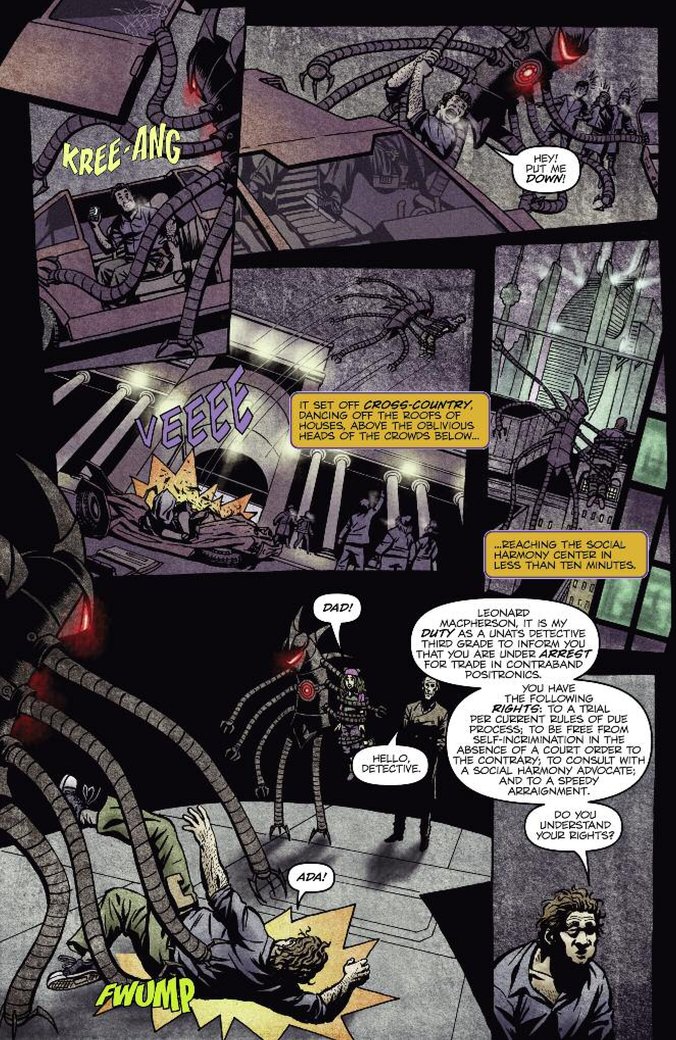 KREE-ANG
HEY!
PUT ME
DOWN!
VEEEE
IT SET OFF CROSS-COUNTRY,
DANCING OFF THE ROOFS OF
HOUSES, ABOVE THE OBLIVIOUS
HEADS OF THE CROWDS BELOW...
...REACHING THE SOCIAL
HARMONY CENTER IN
LESS THAN TEN MINUTES.
DAD!
LEONARD
MACPHERSON, IT IS MY
DUTY AS A UNATS DETECTIVE
THIRD GRADE TO INFORM YOU
THAT YOU ARE UNDER ARREST
FOR TRADE IN CONTRABAND
POSITRONICS.
YOU HAVE
THE FOLLOWING
RIGHTS: TO A TRIAL
PER CURRENT RULES OF DUE
PROCESS; TO BE FREE FROM
SELF-INCRIMINATION IN THE
ABSENCE OF A COURT ORDER TO
THE CONTRARY; TO CONSULT WITH
A SOCIAL HARMONY ADVOCATE;
AND TO A SPEEDY
ARRAIGNMENT.
HELLO,
DETECTIVE.
DO YOU
UNDERSTAND
YOUR RIGHTS?
ADA!
FWUMP